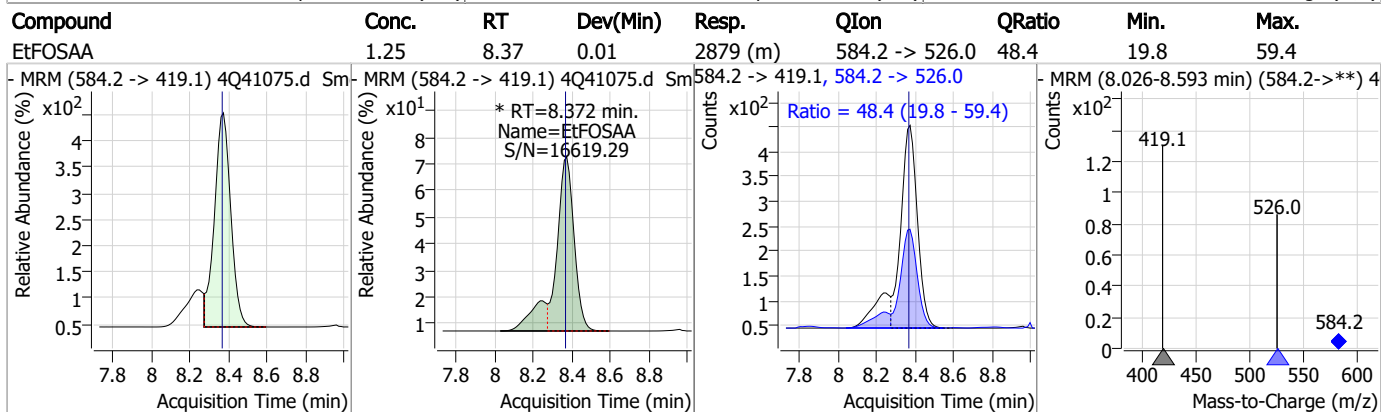 Compound Conc. RT Dev(Min) Resp. QIon QRatio Min. Max.
EtFOSAA 1.25 8.37 0.01 2879 (m) 584.2 -> 526.0 48.4 19.8 59.4
- MRM (584.2 -> 419.1) 4Q41075.d Sm
Relative Abundance (%)
x10²
4
3.5
3
2.5
2
1.5
1
0.5
7.8 8 8.2 8.4 8.6 8.8
Acquisition Time (min)
- MRM (584.2 -> 419.1) 4Q41075.d Sm
Relative Abundance (%)
x10¹
* RT=8.372 min.
Name=EtFOSAA
S/N=16619.29
8
7
6
5
4
3
2
1
7.8 8 8.2 8.4 8.6 8.8
Acquisition Time (min)
584.2 -> 419.1, 584.2 -> 526.0
Counts
x10²
Ratio = 48.4 (19.8 - 59.4)
4
3.5
3
2.5
2
1.5
1
0.5
7.8 8 8.2 8.4 8.6 8.8
Acquisition Time (min)
- MRM (8.026-8.593 min) (584.2->**) 4
Counts
x10²
419.1
1.2
1
526.0
0.8
0.6
0.4
0.2
584.2
0
400 450 500 550 600
Mass-to-Charge (m/z)